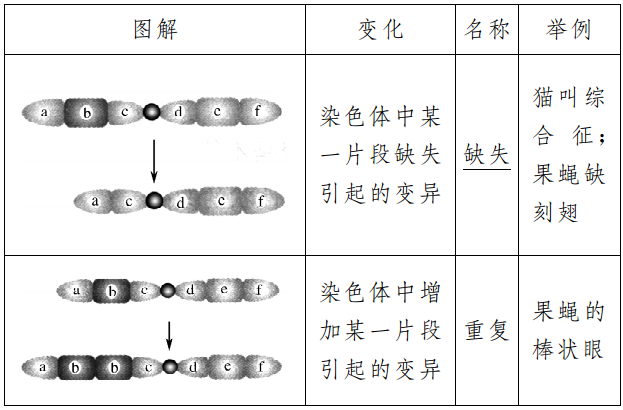 图解 变化 名称 举例
a b c d e f
a c d e f
染色体中某
一片段缺失
引起的变异
缺失
猫叫综
合征；
果蝇缺
刻翅
a b c d e f
a b b c d e f
染色体中增
加某一片段
引起的变异
重复
果蝇的
棒状眼